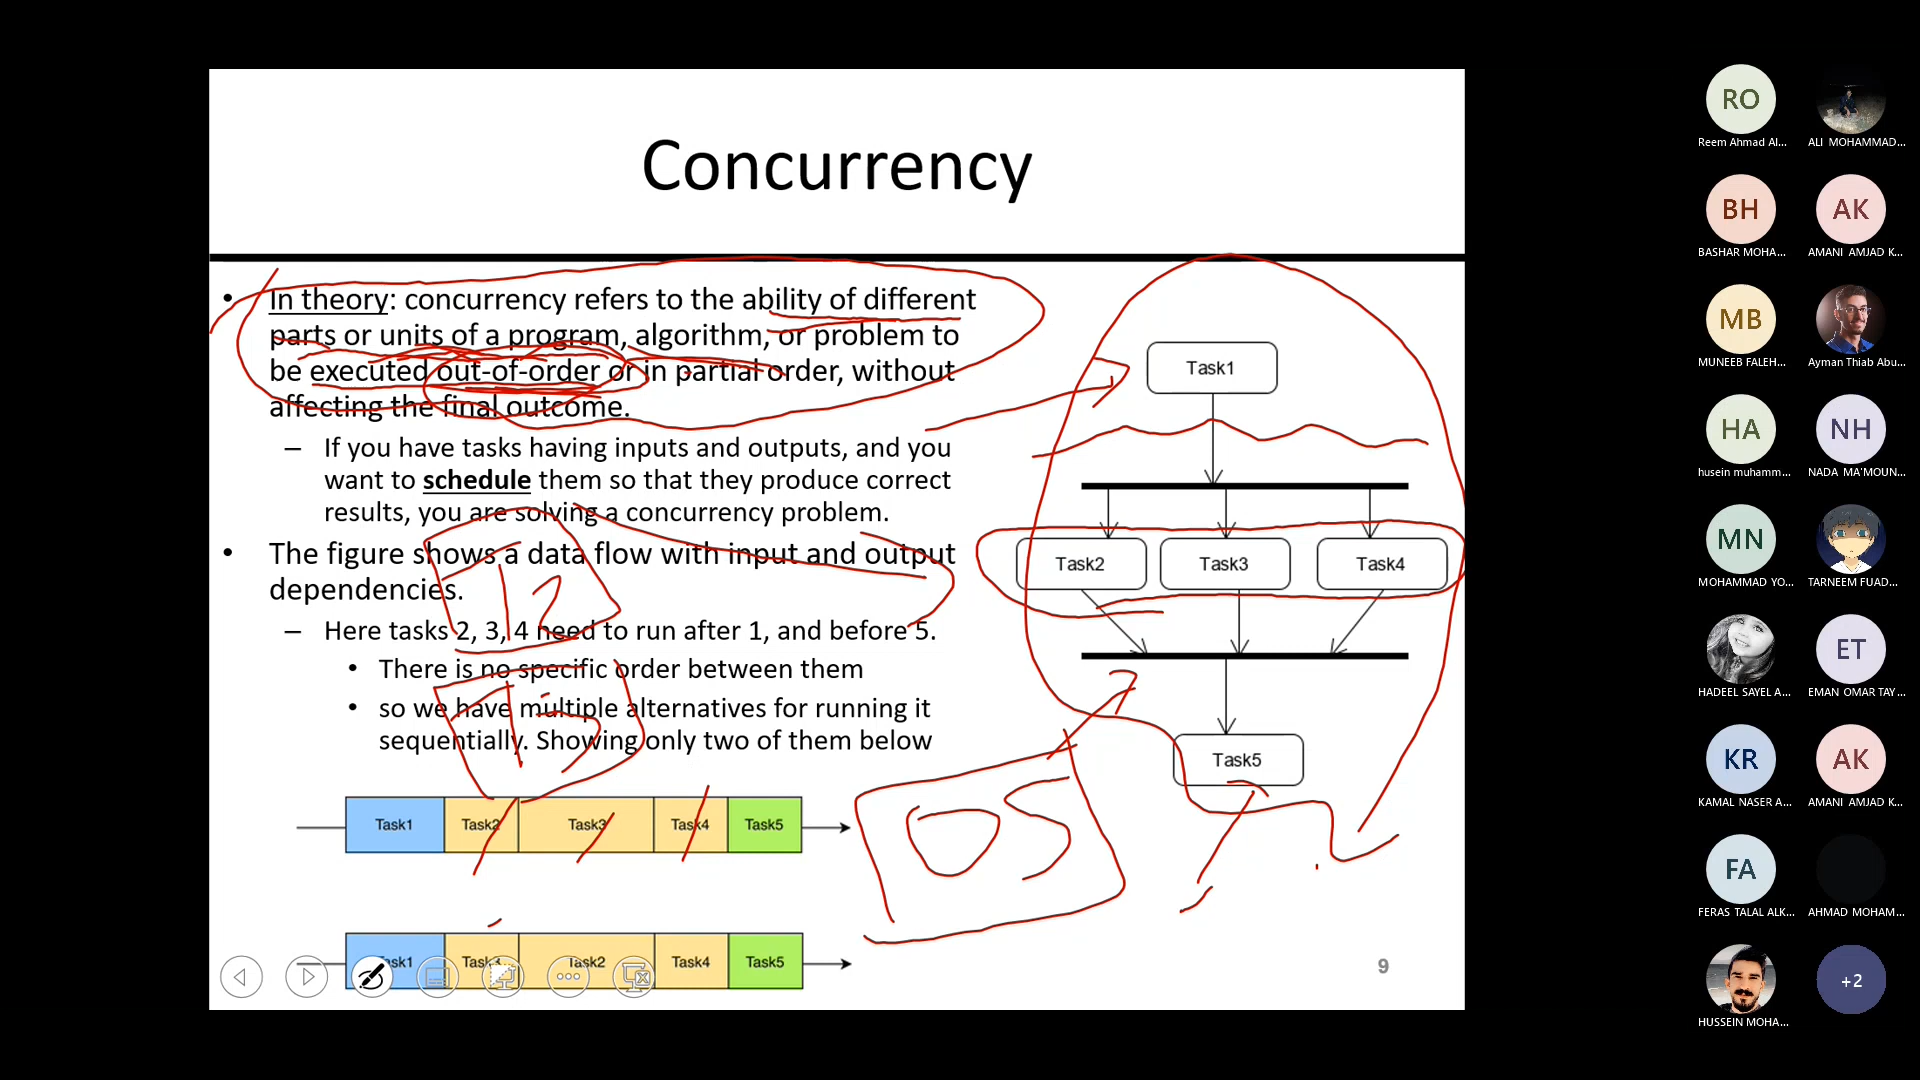 Concurrency
• In theory: concurrency refers to the ability of different
parts or units of a program, algorithm, or problem to
be executed out-of-order or in partial order, without
affecting the final outcome.
– If you have tasks having inputs and outputs, and you
want to schedule them so that they produce correct
results, you are solving a concurrency problem.
• The figure shows a data flow with input and output
dependencies.
– Here tasks 2, 3, 4 need to run after 1, and before 5.
• There is no specific order between them
• so we have multiple alternatives for running it
sequentially. Showing only two of them below
Task1 Task2 Task3 Task4 Task5
Task3 Task2 Task4 Task5
Task1
Task2 Task3 Task4
Task5
12
OS
9
RO
Reem Ahmad Al...
ALI MOHAMMAD...
BH
BASHAR MOHA...
AK
AMANI AMJAD K...
MB
MUNEEB FALEH...
Ayman Thiab Abu...
HA
husein muhamm...
NH
NADA MA'MOUN...
MN
MOHAMMAD YO...
TARNEEM FUAD...
HADEEL SAYEL A...
ET
EMAN OMAR TAY...
KR
KAMAL NASER A...
AK
AMANI AMJAD K...
FA
FERAS TALAL ALK...
AHMAD MOHAM...
HUSSEIN MOHA...
+2